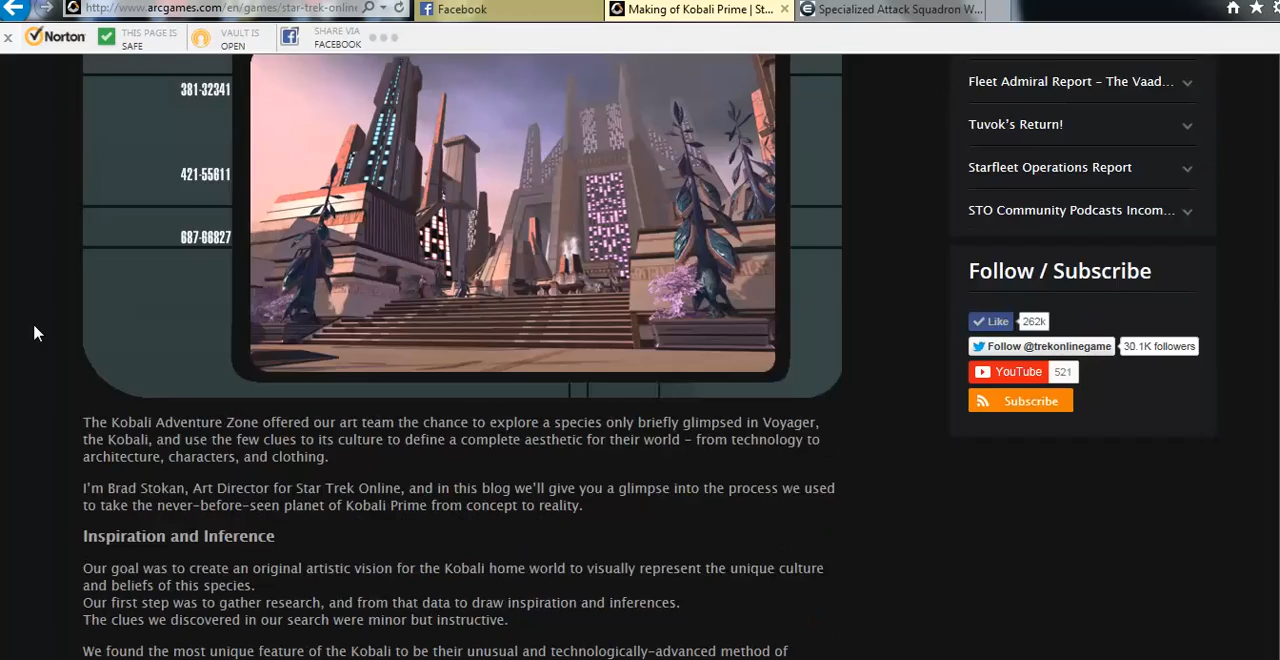 http://www.arcgames.com/en/games/star-trek-online
Facebook
Making of Kobali Prime | St...
Specialized Attack Squadron W...
Norton
THIS PAGE IS
SAFE
VAULT IS
OPEN
SHARE VIA
FACEBOOK
381-32341
421-55811
687-66827
Fleet Admiral Report – The Vaad...
Tuvok's Return!
Starfleet Operations Report
STO Community Podcasts Incom...
Follow / Subscribe
Like 262k
Follow @trekonlinegame 30.1K followers
YouTube 521
Subscribe
The Kobali Adventure Zone offered our art team the chance to explore a species only briefly glimpsed in Voyager,
the Kobali, and use the few clues to its culture to define a complete aesthetic for their world – from technology to
architecture, characters, and clothing.
I'm Brad Stokan, Art Director for Star Trek Online, and in this blog we'll give you a glimpse into the process we used
to take the never-before-seen planet of Kobali Prime from concept to reality.
Inspiration and Inference
Our goal was to create an original artistic vision for the Kobali home world to visually represent the unique culture
and beliefs of this species.
Our first step was to gather research, and from that data to draw inspiration and inferences.
The clues we discovered in our search were minor but instructive.
We found the most unique feature of the Kobali to be their unusual and technologically-advanced method of